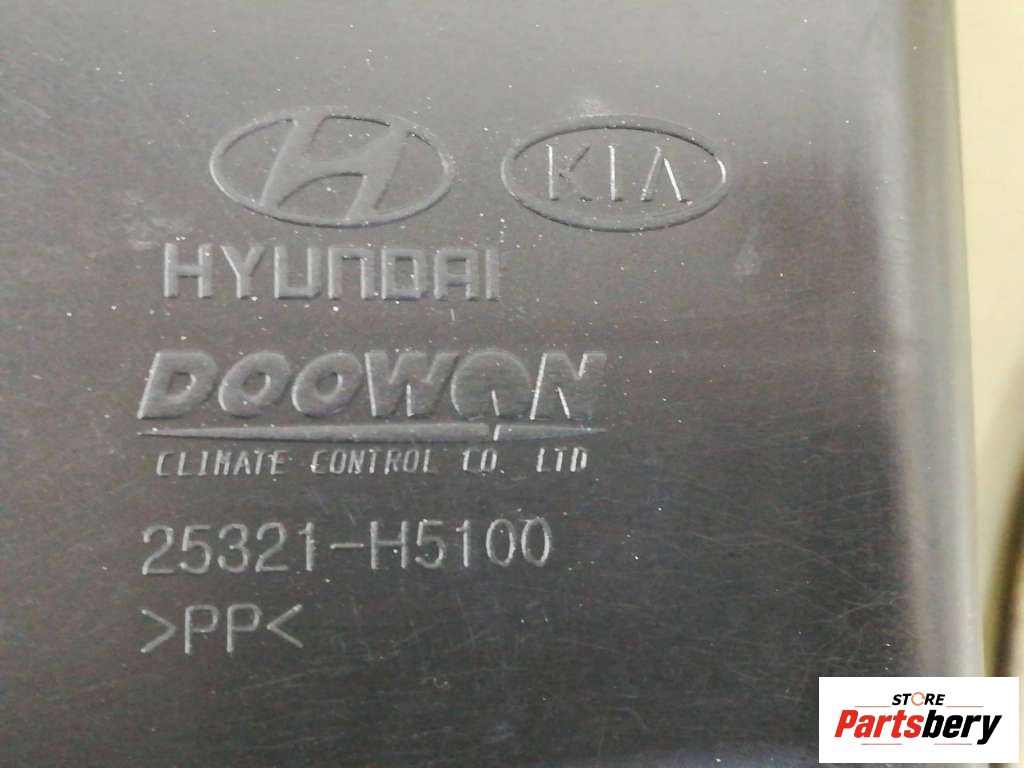 H KIA
HYUNDAI
DOOWON
CLIMATE CONTROL CO. LTD
25321-H5100
>PP<
STORE
Partsbery